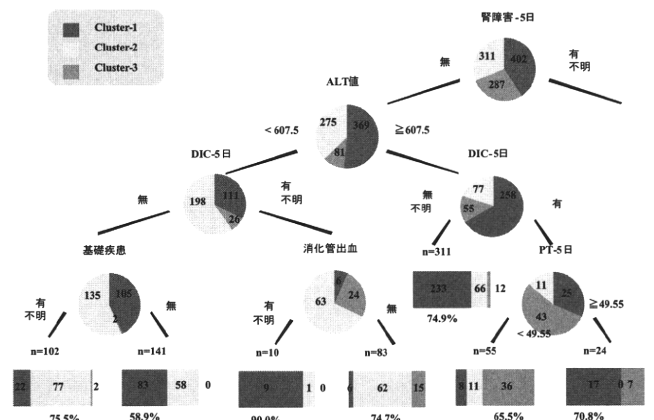 腎障害-5日
Cluster-1
Cluster-2
Cluster-3
311
402
287
無
有
不明
ALT値
275
369
81
< 607.5
≧607.5
DIC-5日
198
111
26
無
有
不明
DIC-5日
77
258
55
無
不明
有
基礎疾患
135
105
2
有
不明
無
消化管出血
6
24
63
有
不明
無
n=311
233
66
12
74.9%
PT-5日
11
25
43
≧49.55
< 49.55
n=102
n=141
n=10
n=83
n=55
n=24
22
77
2
83
58
0
9
1
0
6
62
15
8
11
36
17
0
7
75.5%
58.9%
90.0%
74.7%
65.5%
70.8%